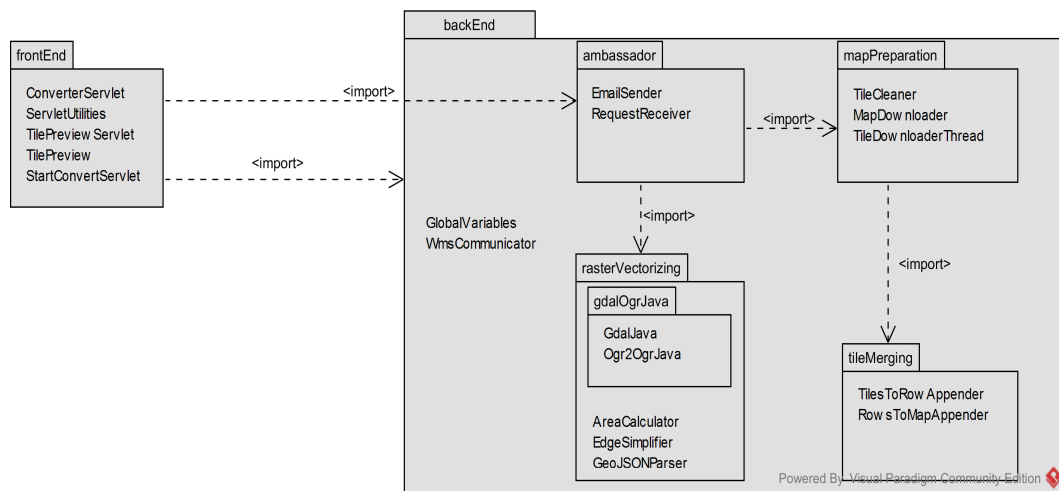 backEnd
frontEnd
ConverterServlet
ServletUtilities
TilePreview Servlet
TilePreview
StartConvertServlet
<import>
<import>
ambassador
EmailSender
RequestReceiver
<import>
mapPreparation
TileCleaner
MapDow nloader
TileDow nloaderThread
<import>
<import>
GlobalVariables
WmsCommunicator
rasterVectorizing
gdalOgrJava
GdalJava
Ogr2OgrJava
AreaCalculator
EdgeSimplifier
GeoJSONParser
tileMerging
TilesToRow Appender
Row sToMapAppender
Powered By Visual Paradigm Community Edition